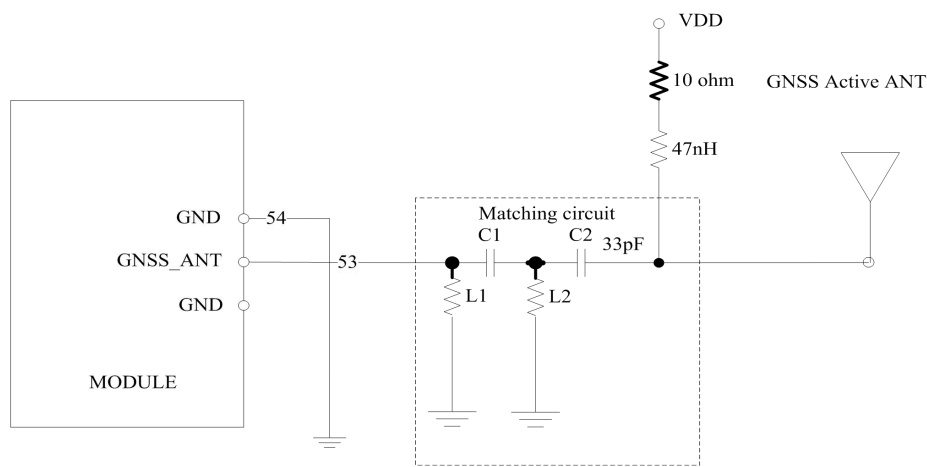 VDD
10 ohm
GNSS Active ANT
47nH
Matching circuit
GND
54
C1
C2
33pF
GNSS_ANT
53
L1
L2
GND
MODULE